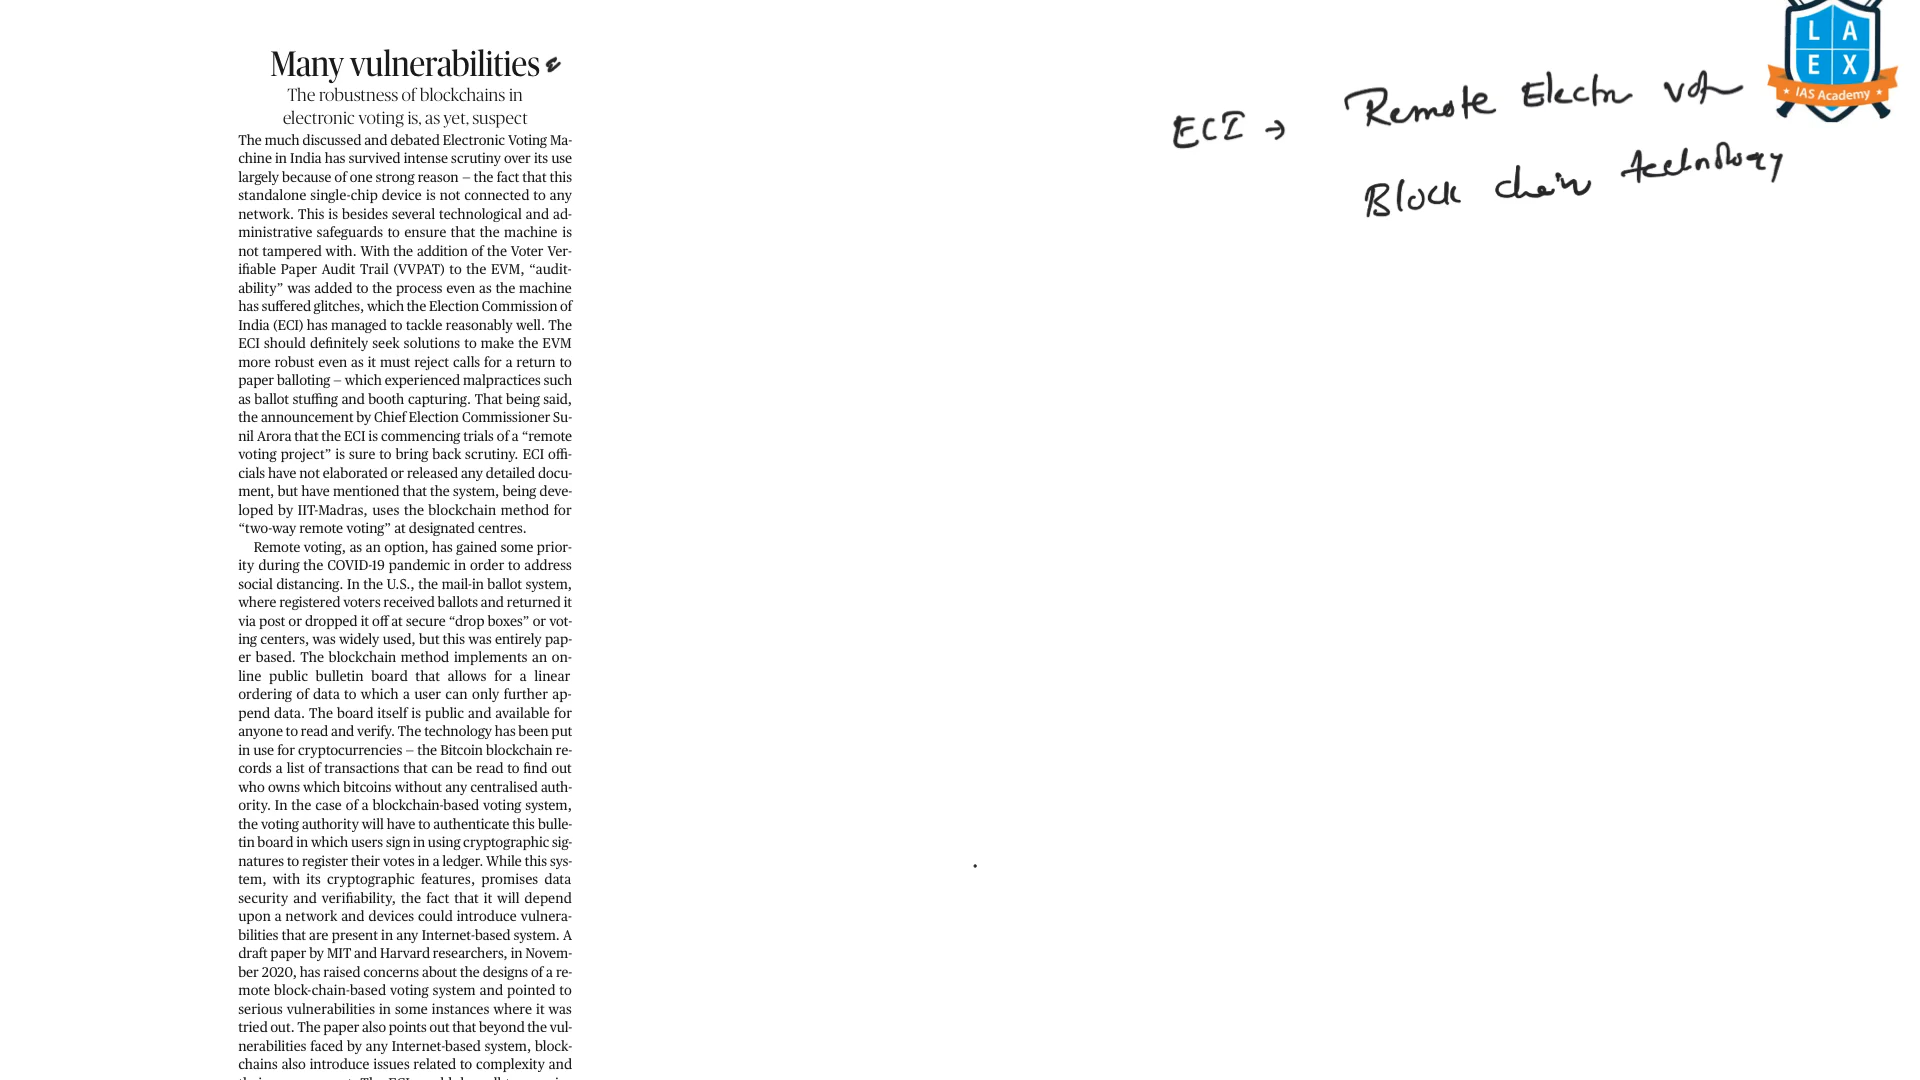 Many vulnerabilities
The robustness of blockchains in
electronic voting is, as yet, suspect
The much discussed and debated Electronic Voting Ma-
chine in India has survived intense scrutiny over its use
largely because of one strong reason – the fact that this
standalone single-chip device is not connected to any
network. This is besides several technological and ad-
ministrative safeguards to ensure that the machine is
not tampered with. With the addition of the Voter Ver-
ifiable Paper Audit Trail (VVPAT) to the EVM, “audit-
ability” was added to the process even as the machine
has suffered glitches, which the Election Commission of
India (ECI) has managed to tackle reasonably well. The
ECI should definitely seek solutions to make the EVM
more robust even as it must reject calls for a return to
paper balloting – which experienced malpractices such
as ballot stuffing and booth capturing. That being said,
the announcement by Chief Election Commissioner Su-
nil Arora that the ECI is commencing trials of a “remote
voting project” is sure to bring back scrutiny. ECI offi-
cials have not elaborated or released any detailed docu-
ment, but have mentioned that the system, being deve-
loped by IIT-Madras, uses the blockchain method for
“two-way remote voting” at designated centres.
Remote voting, as an option, has gained some prior-
ity during the COVID-19 pandemic in order to address
social distancing. In the U.S., the mail-in ballot system,
where registered voters received ballots and returned it
via post or dropped it off at secure “drop boxes” or vot-
ing centers, was widely used, but this was entirely pap-
er based. The blockchain method implements an on-
line public bulletin board that allows for a linear
ordering of data to which a user can only further ap-
pend data. The board itself is public and available for
anyone to read and verify. The technology has been put
in use for cryptocurrencies – the Bitcoin blockchain re-
cords a list of transactions that can be read to find out
who owns which bitcoins without any centralised auth-
ority. In the case of a blockchain-based voting system,
the voting authority will have to authenticate this bulle-
tin board in which users sign in using cryptographic sig-
natures to register their votes in a ledger. While this sys-
tem, with its cryptographic features, promises data
security and verifiability, the fact that it will depend
upon a network and devices could introduce vulnera-
bilities that are present in any Internet-based system. A
draft paper by MIT and Harvard researchers, in Novem-
ber 2020, has raised concerns about the designs of a re-
mote block-chain-based voting system and pointed to
serious vulnerabilities in some instances where it was
tried out. The paper also points out that beyond the vul-
nerabilities faced by any Internet-based system, block-
chains also introduce issues related to complexity and
ECI → Remote Electn
Block chain technology
L A
E X
IAS Academy